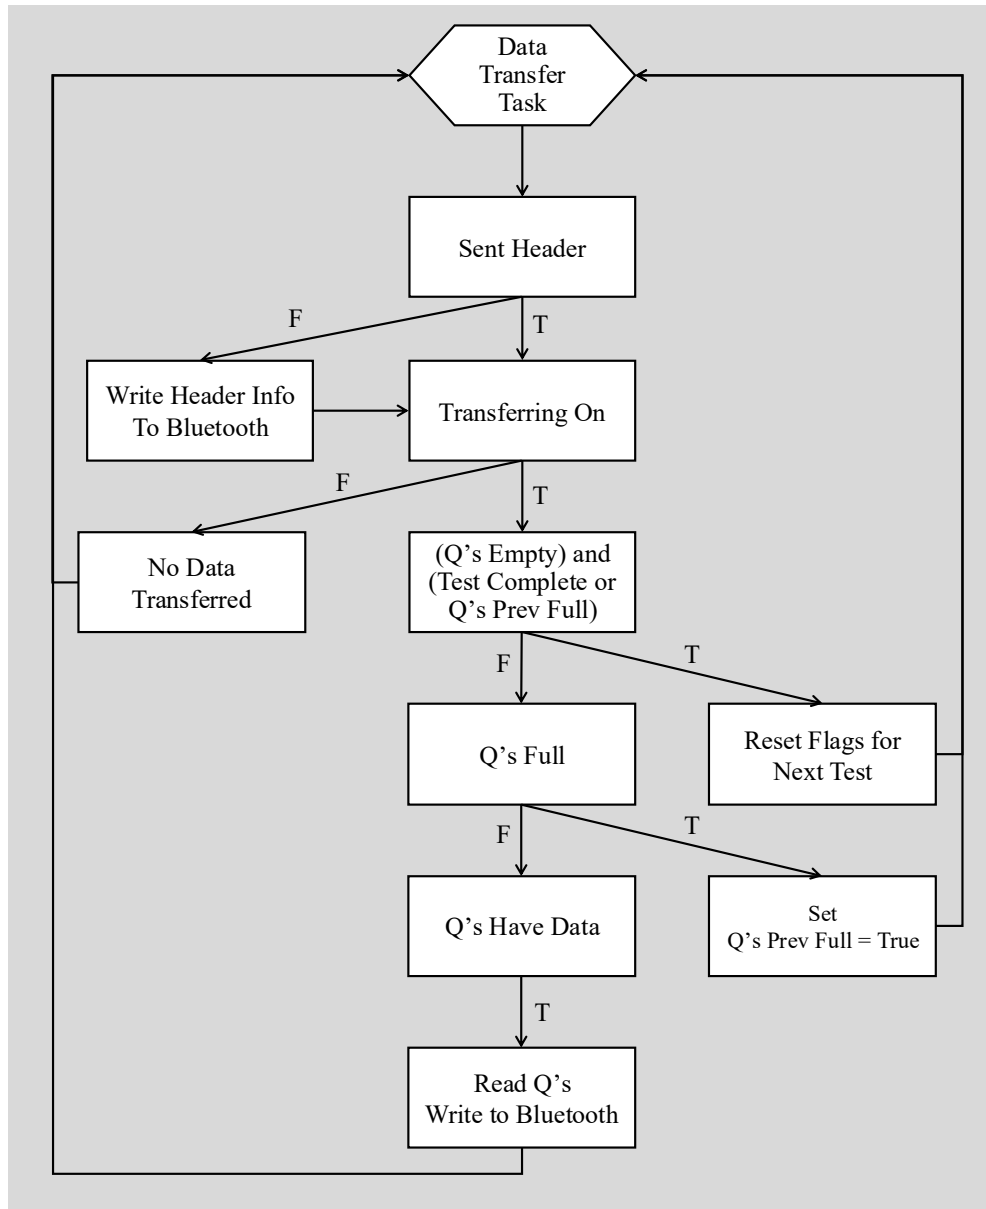 Data
Transfer
Task
Sent Header
F
T
Write Header Info
To Bluetooth
Transferring On
F
T
No Data
Transferred
(Q’s Empty) and
(Test Complete or
Q’s Prev Full)
F
T
Q’s Full
Reset Flags for
Next Test
F
T
Q’s Have Data
Set
Q’s Prev Full = True
T
Read Q’s
Write to Bluetooth